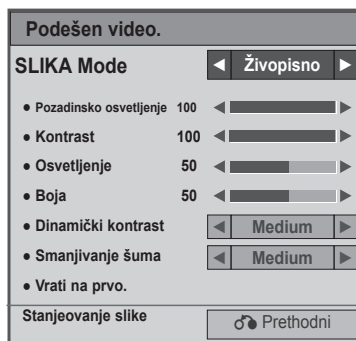 Podešen video.
SLIKA Mode ◄ Živopisno ►
● Pozadinsko osvetljenje 100
● Kontrast 100
● Osvetljenje 50
● Boja 50
● Dinamički kontrast ◄ Medium ►
● Smanjivanje šuma ◄ Medium ►
● Vrati na prvo.
Stanjeovanje slike Prethodni